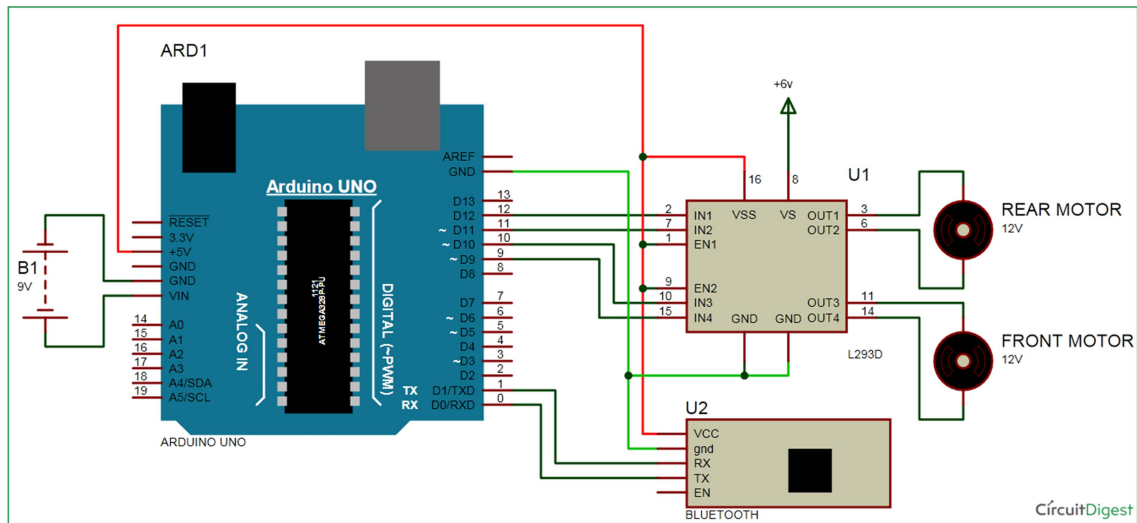 ARD1
+6v
AREF
GND
16
8
U1
Arduino UNO
13
D13
12
D12
11
~ D11
10
~ D10
9
~ D9
8
D8
RESET
3.3V
+5V
GND
GND
VIN
B1
9V
2
IN1
7
IN2
1
EN1
9
EN2
10
IN3
15
IN4
VSS
VS
OUT1
3
OUT2
6
OUT3
11
OUT4
14
GND
GND
L293D
REAR MOTOR
12V
FRONT MOTOR
12V
1121
ATMEGA328P-PU
ANALOG IN
DIGITAL (~PWM)
7
D7
6
~ D6
5
~ D5
4
D4
3
~D3
2
D2
1
TX D1/TXD
0
RX D0/RXD
14
A0
15
A1
16
A2
17
A3
18
A4/SDA
19
A5/SCL
ARDUINO UNO
U2
VCC
gnd
RX
TX
EN
BLUETOOTH
CircuitDigest